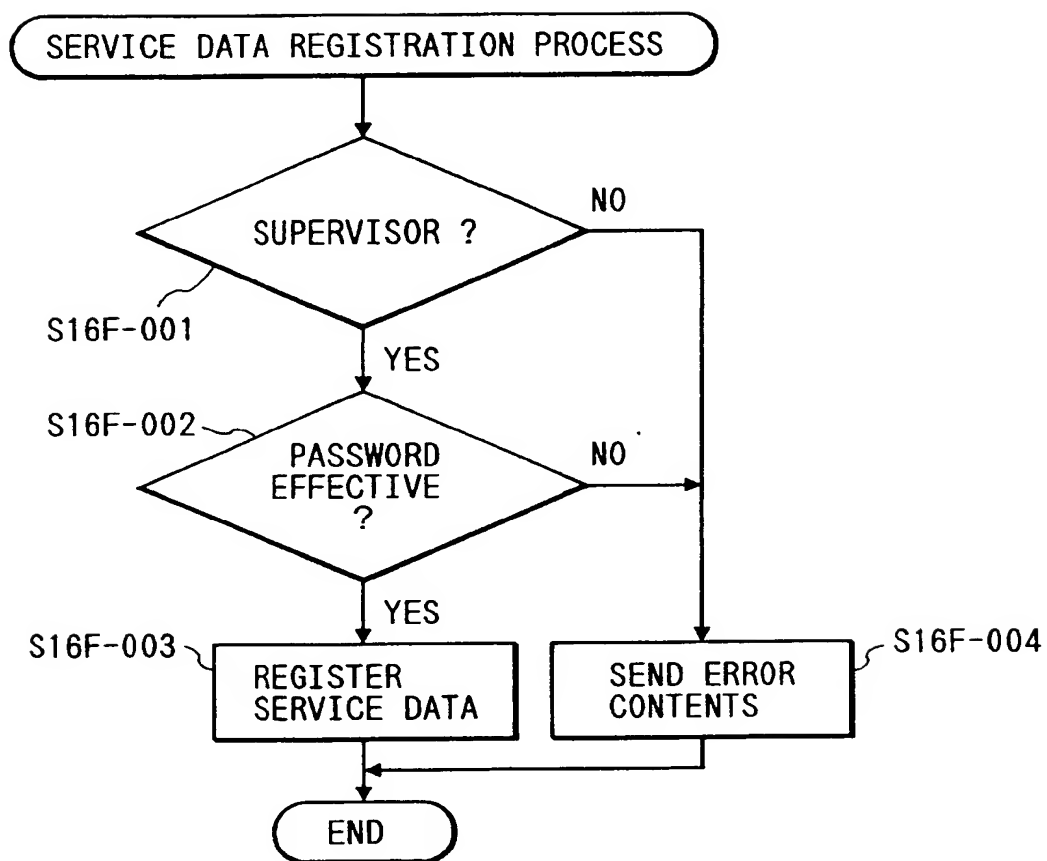 SERVICE DATA REGISTRATION PROCESS
SUPERVISOR ?
NO
S16F-001
YES
S16F-002
PASSWORD
EFFECTIVE
?
NO
YES
S16F-003
REGISTER
SERVICE DATA
SEND ERROR
CONTENTS
S16F-004
END